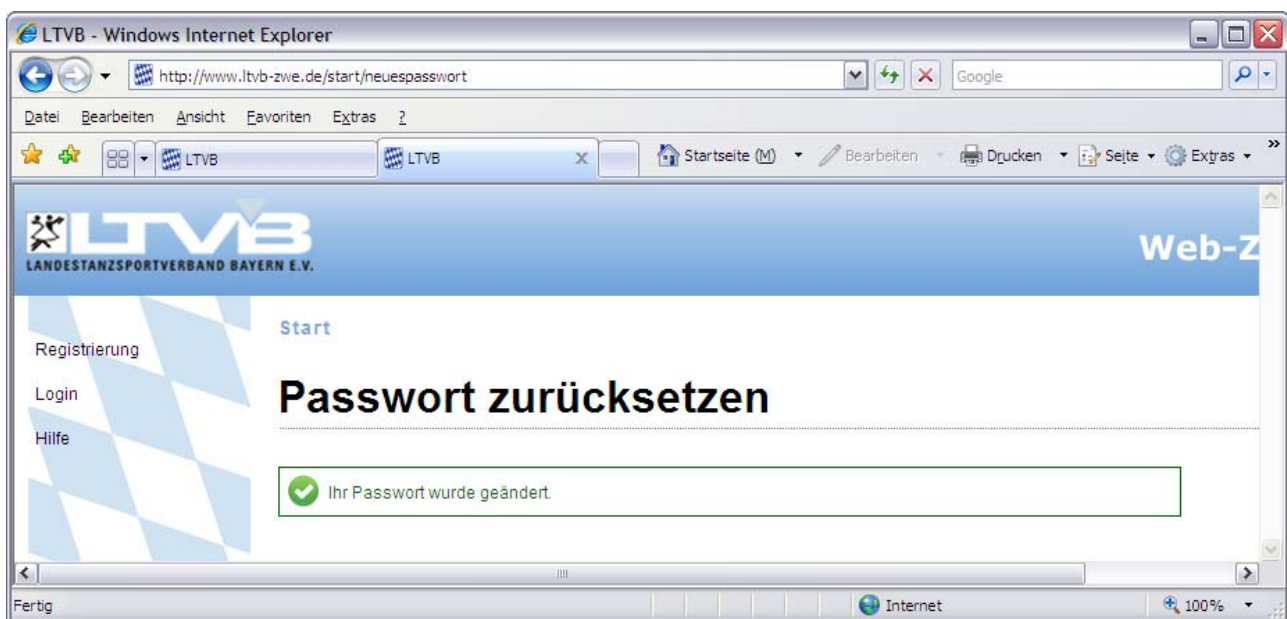 LTVB - Windows Internet Explorer
http://www.ltvb-zwe.de/start/neuespasswort
Google
Datei Bearbeiten Ansicht Favoriten Extras ?
LTVB LTVB Startseite (M) Bearbeiten Drucken Seite Extras »
LTVB
LANDESTANZSPORTVERBAND BAYERN E.V.
Web-Z
Start
Registrierung
Login
Passwort zurücksetzen
Hilfe
Ihr Passwort wurde geändert.
Fertig Internet 100%